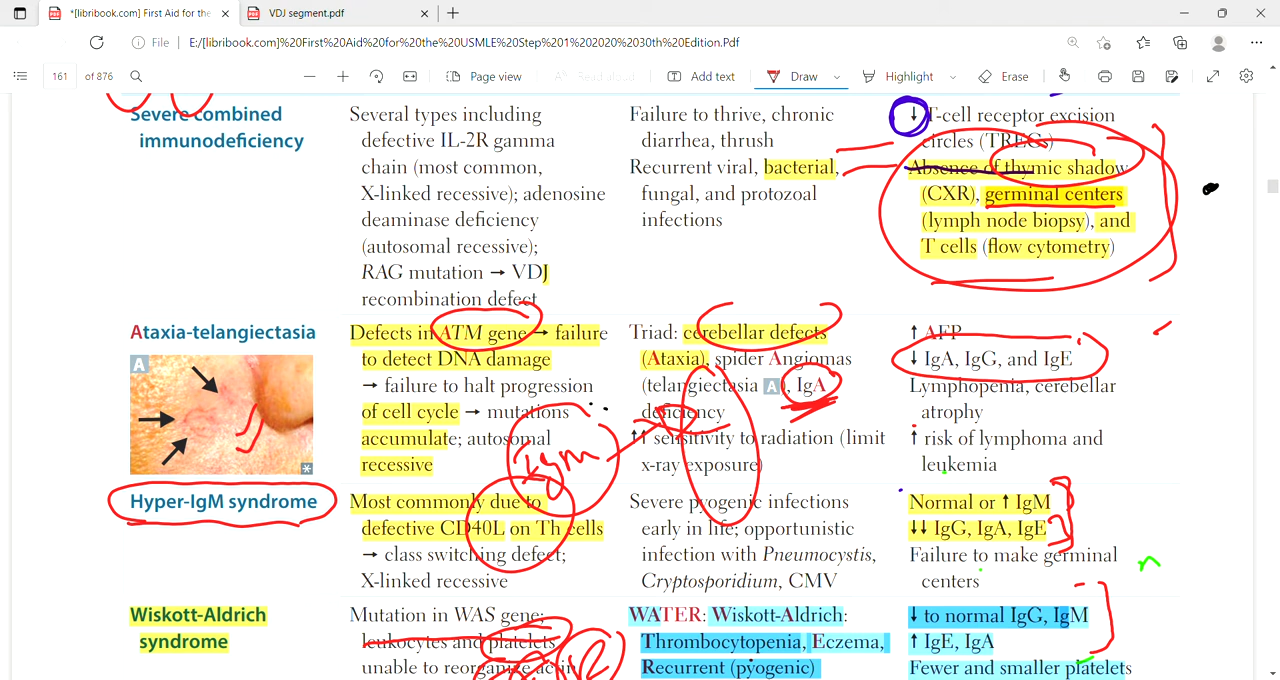 *[libribook.com] First Aid for the
VDJ segment.pdf
File
E:/[libribook.com]%20First%20Aid%20for%20the%20USMLE%20Step%201%202020%2030th%20Edition.Pdf
161
of 876
Page view
Read aloud
Add text
Draw
Highlight
Erase
Severe combined
immunodeficiency
Several types including
defective IL-2R gamma
chain (most common,
X-linked recessive); adenosine
deaminase deficiency
(autosomal recessive);
RAG mutation → VDJ
recombination defect
Failure to thrive, chronic
diarrhea, thrush
Recurrent viral, bacterial,
fungal, and protozoal
infections
↓ T-cell receptor excision
circles (TRECs)
Absence of thymic shadow
(CXR), germinal centers
(lymph node biopsy), and
T cells (flow cytometry)
Ataxia-telangiectasia
A
Defects in ATM gene → failure
to detect DNA damage
→ failure to halt progression
of cell cycle → mutations
accumulate; autosomal
recessive
Triad: cerebellar defects
(Ataxia), spider Angiomas
(telangiectasia A), IgA
deficiency
↑↑ sensitivity to radiation (limit
x-ray exposure)
↑ AFP
↓ IgA, IgG, and IgE
Lymphopenia, cerebellar
atrophy
↑ risk of lymphoma and
leukemia
IgM
Hyper-IgM syndrome
Most commonly due to
defective CD40L on Th cells
→ class switching defect;
X-linked recessive
Severe pyogenic infections
early in life; opportunistic
infection with Pneumocystis,
Cryptosporidium, CMV
Normal or ↑ IgM
↓↓ IgG, IgA, IgE
Failure to make germinal
centers
Wiskott-Aldrich
syndrome
Mutation in WAS gene;
leukocytes and platelets
unable to reorganize actin
WATER: Wiskott-Aldrich:
Thrombocytopenia, Eczema,
Recurrent (pyogenic)
↓ to normal IgG, IgM
↑ IgE, IgA
Fewer and smaller platelets